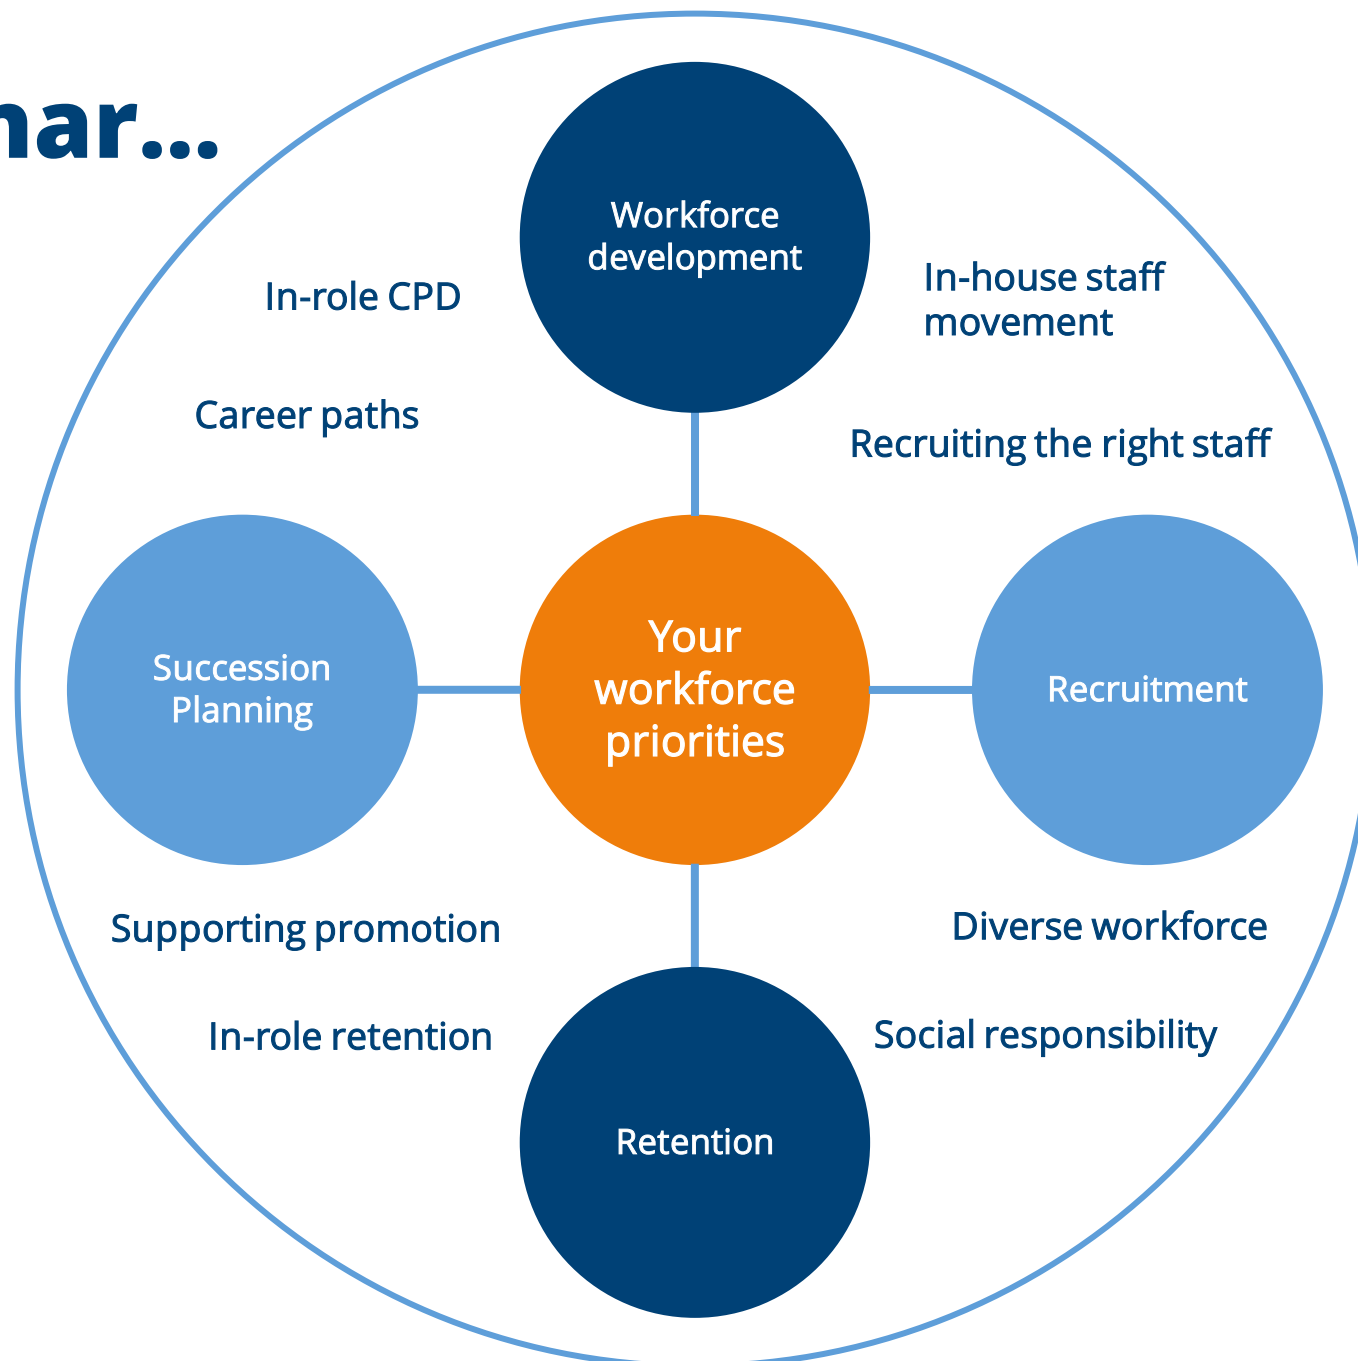 Workforce
development
In-role CPD
In-house staff
movement
Career paths
Recruiting the right staff
Succession
Planning
Your
workforce
priorities
Recruitment
Supporting promotion
Diverse workforce
In-role retention
Social responsibility
Retention